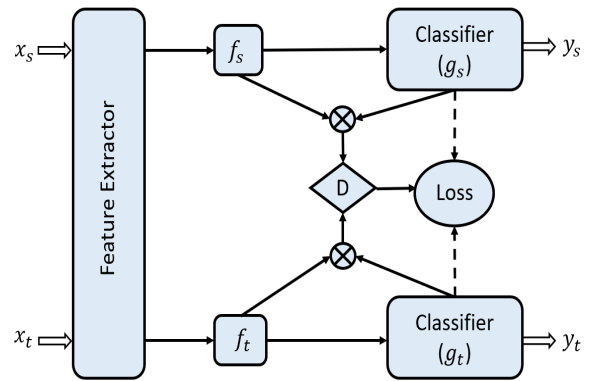 x_s
f_s
Classifier
(g_s)
y_s
Feature Extractor
D
Loss
x_t
f_t
Classifier
(g_t)
y_t